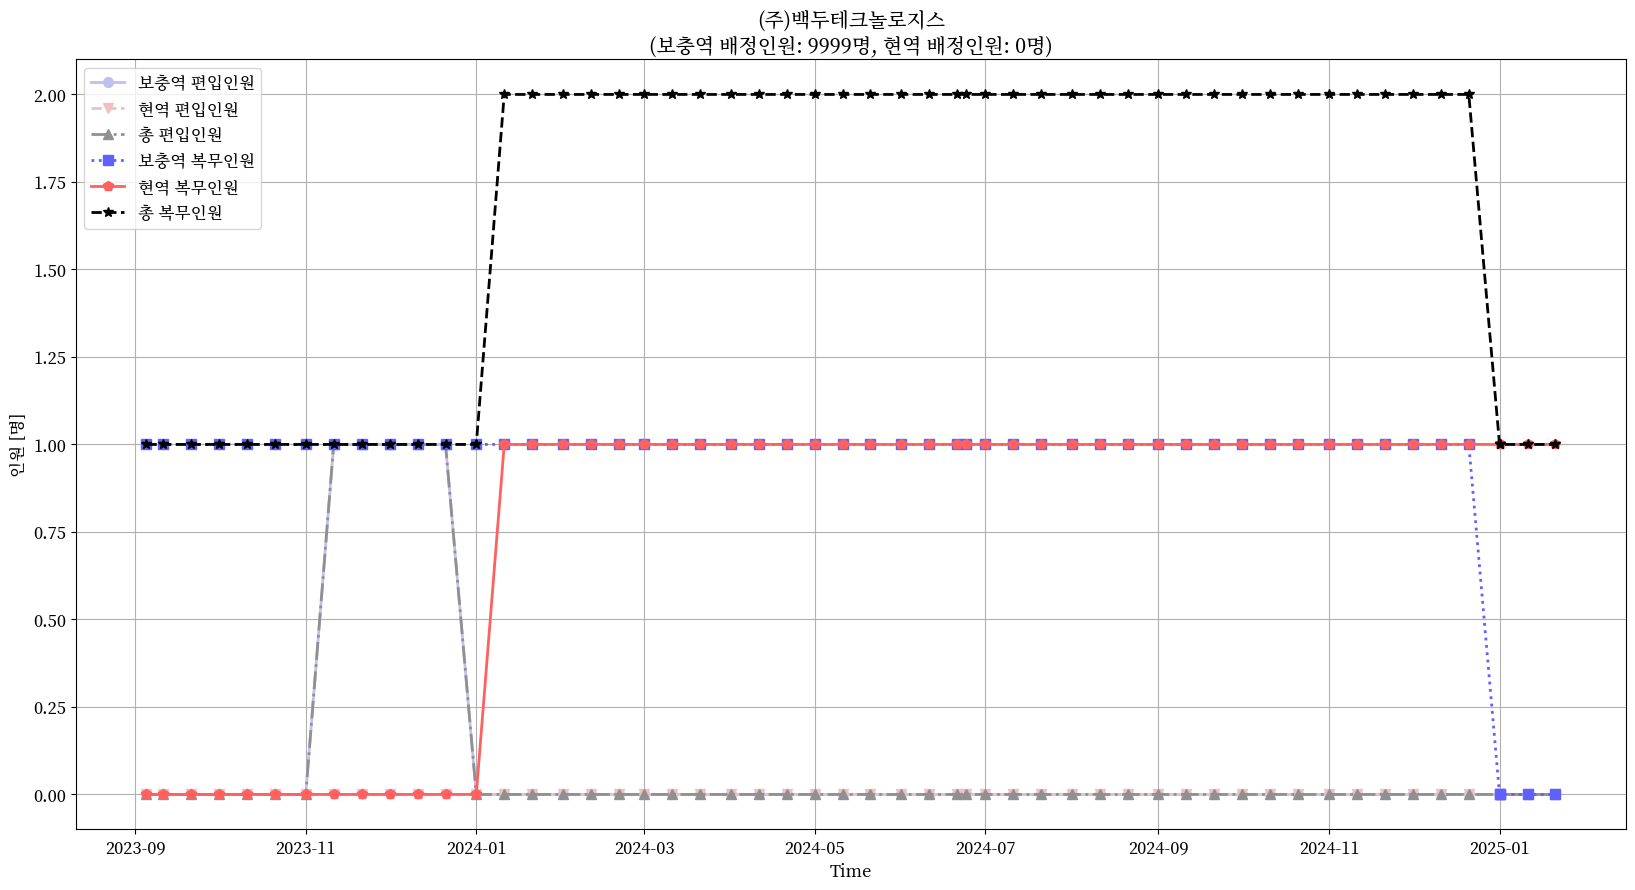 (주)백두테크놀로지스
(보충역 배정인원: 9999명, 현역 배정인원: 0명)
보충역 편입인원
현역 편입인원
총 편입인원
보충역 복무인원
현역 복무인원
총 복무인원
2.00
1.75
1.50
1.25
1.00
0.75
0.50
0.25
0.00
인원 [명]
2023-09 2023-11 2024-01 2024-03 2024-05 2024-07 2024-09 2024-11 2025-01
Time